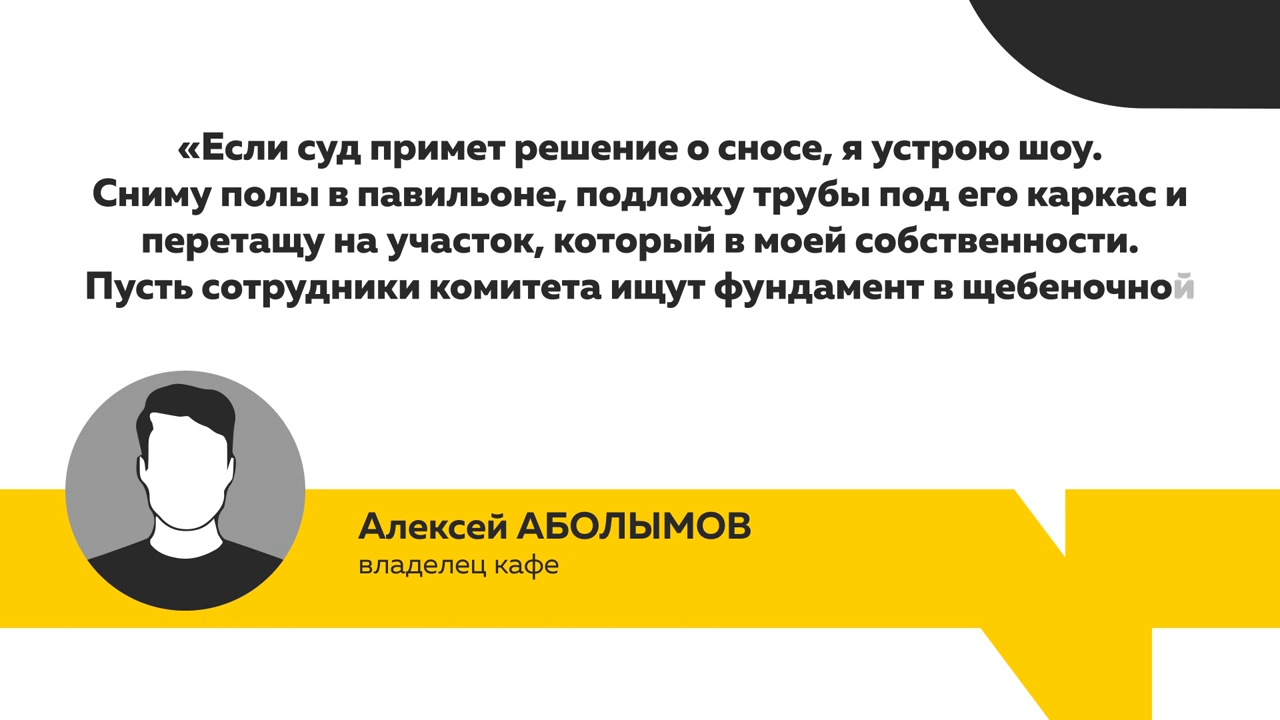 «Если суд примет решение о сносе, я устрою шоу.
Сниму полы в павильоне, подложу трубы под его каркас и
перетащу на участок, который в моей собственности.
Пусть сотрудники комитета ищут фундамент в щебеночной
Алексей АБОЛЫМОВ
владелец кафе